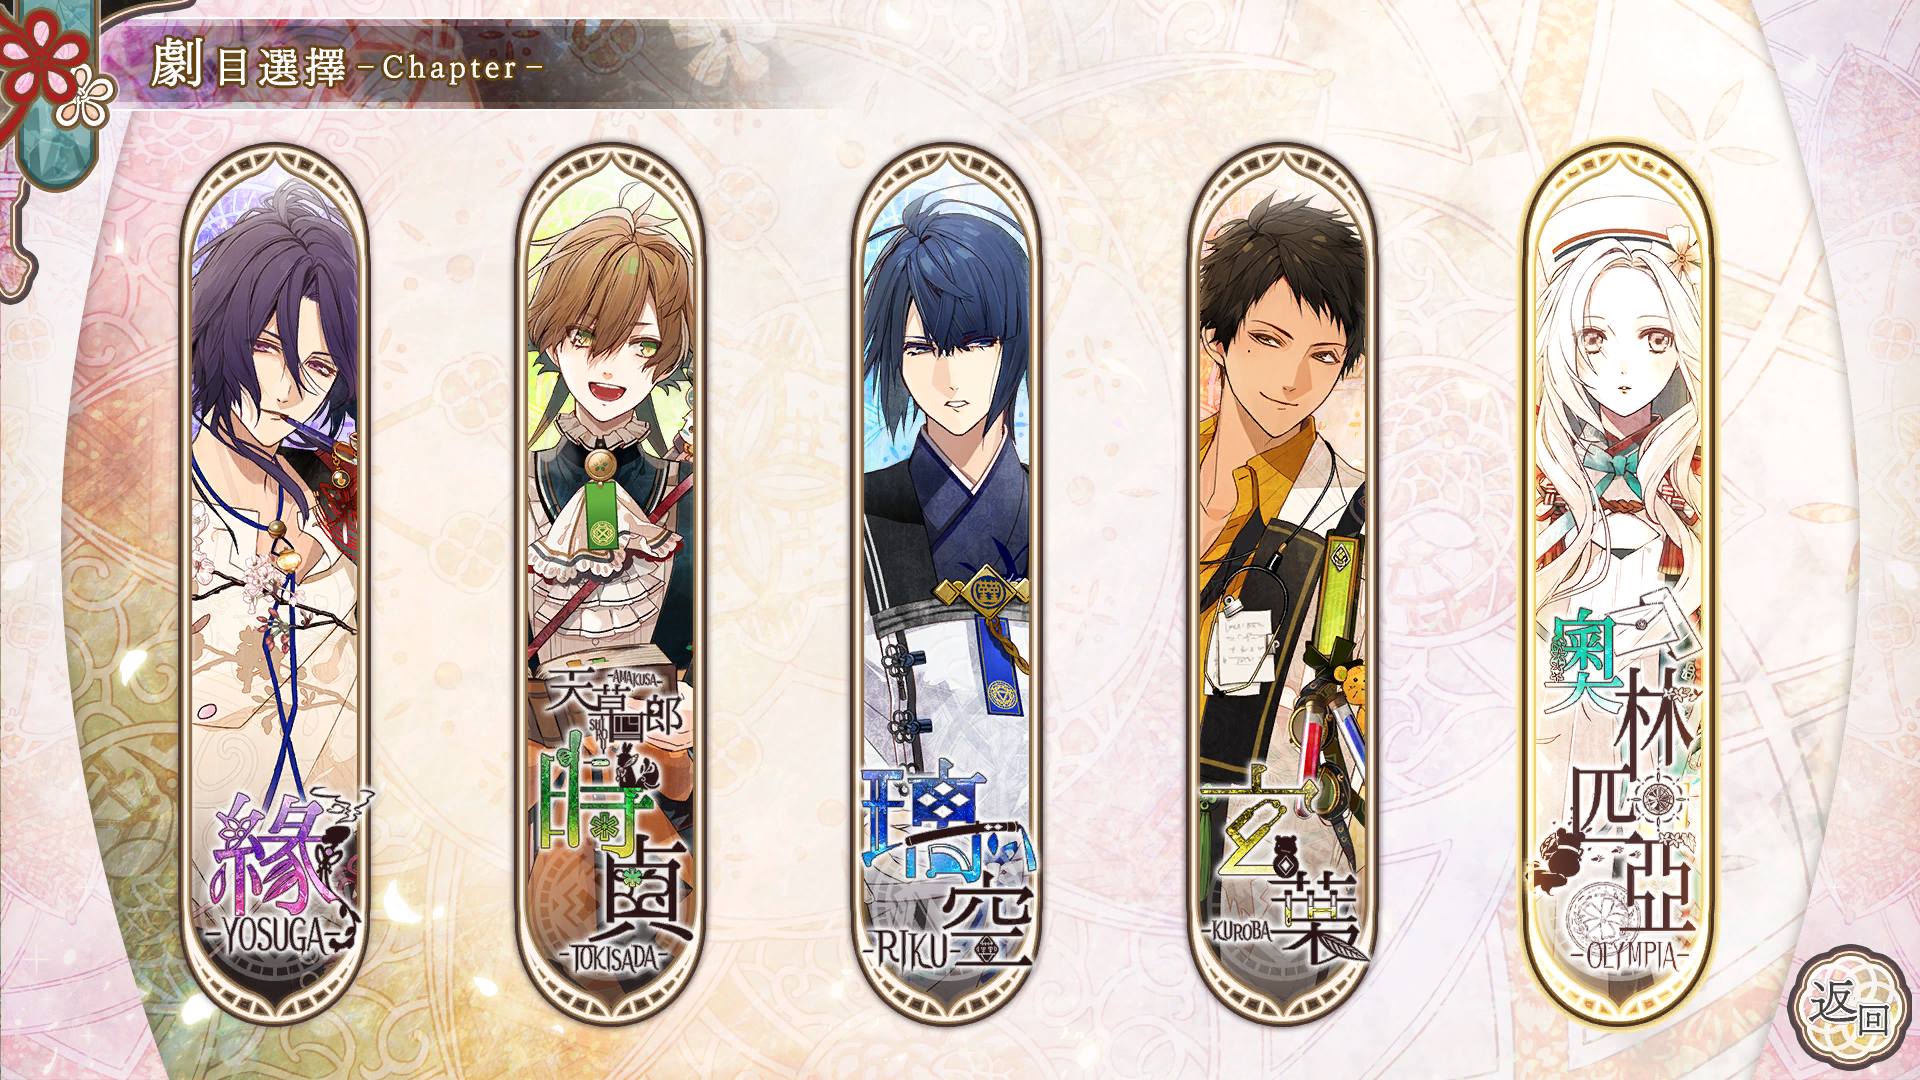 劇目選擇 -Chapter-
緣
-YOSUGA-
天草四郎
-AMAKUSA-
SHIRO
時貞
-TOKISADA-
璃空
-RIKU-
玄葉
-KUROBA-
奧林匹亞
-OLYMPIA-
返回